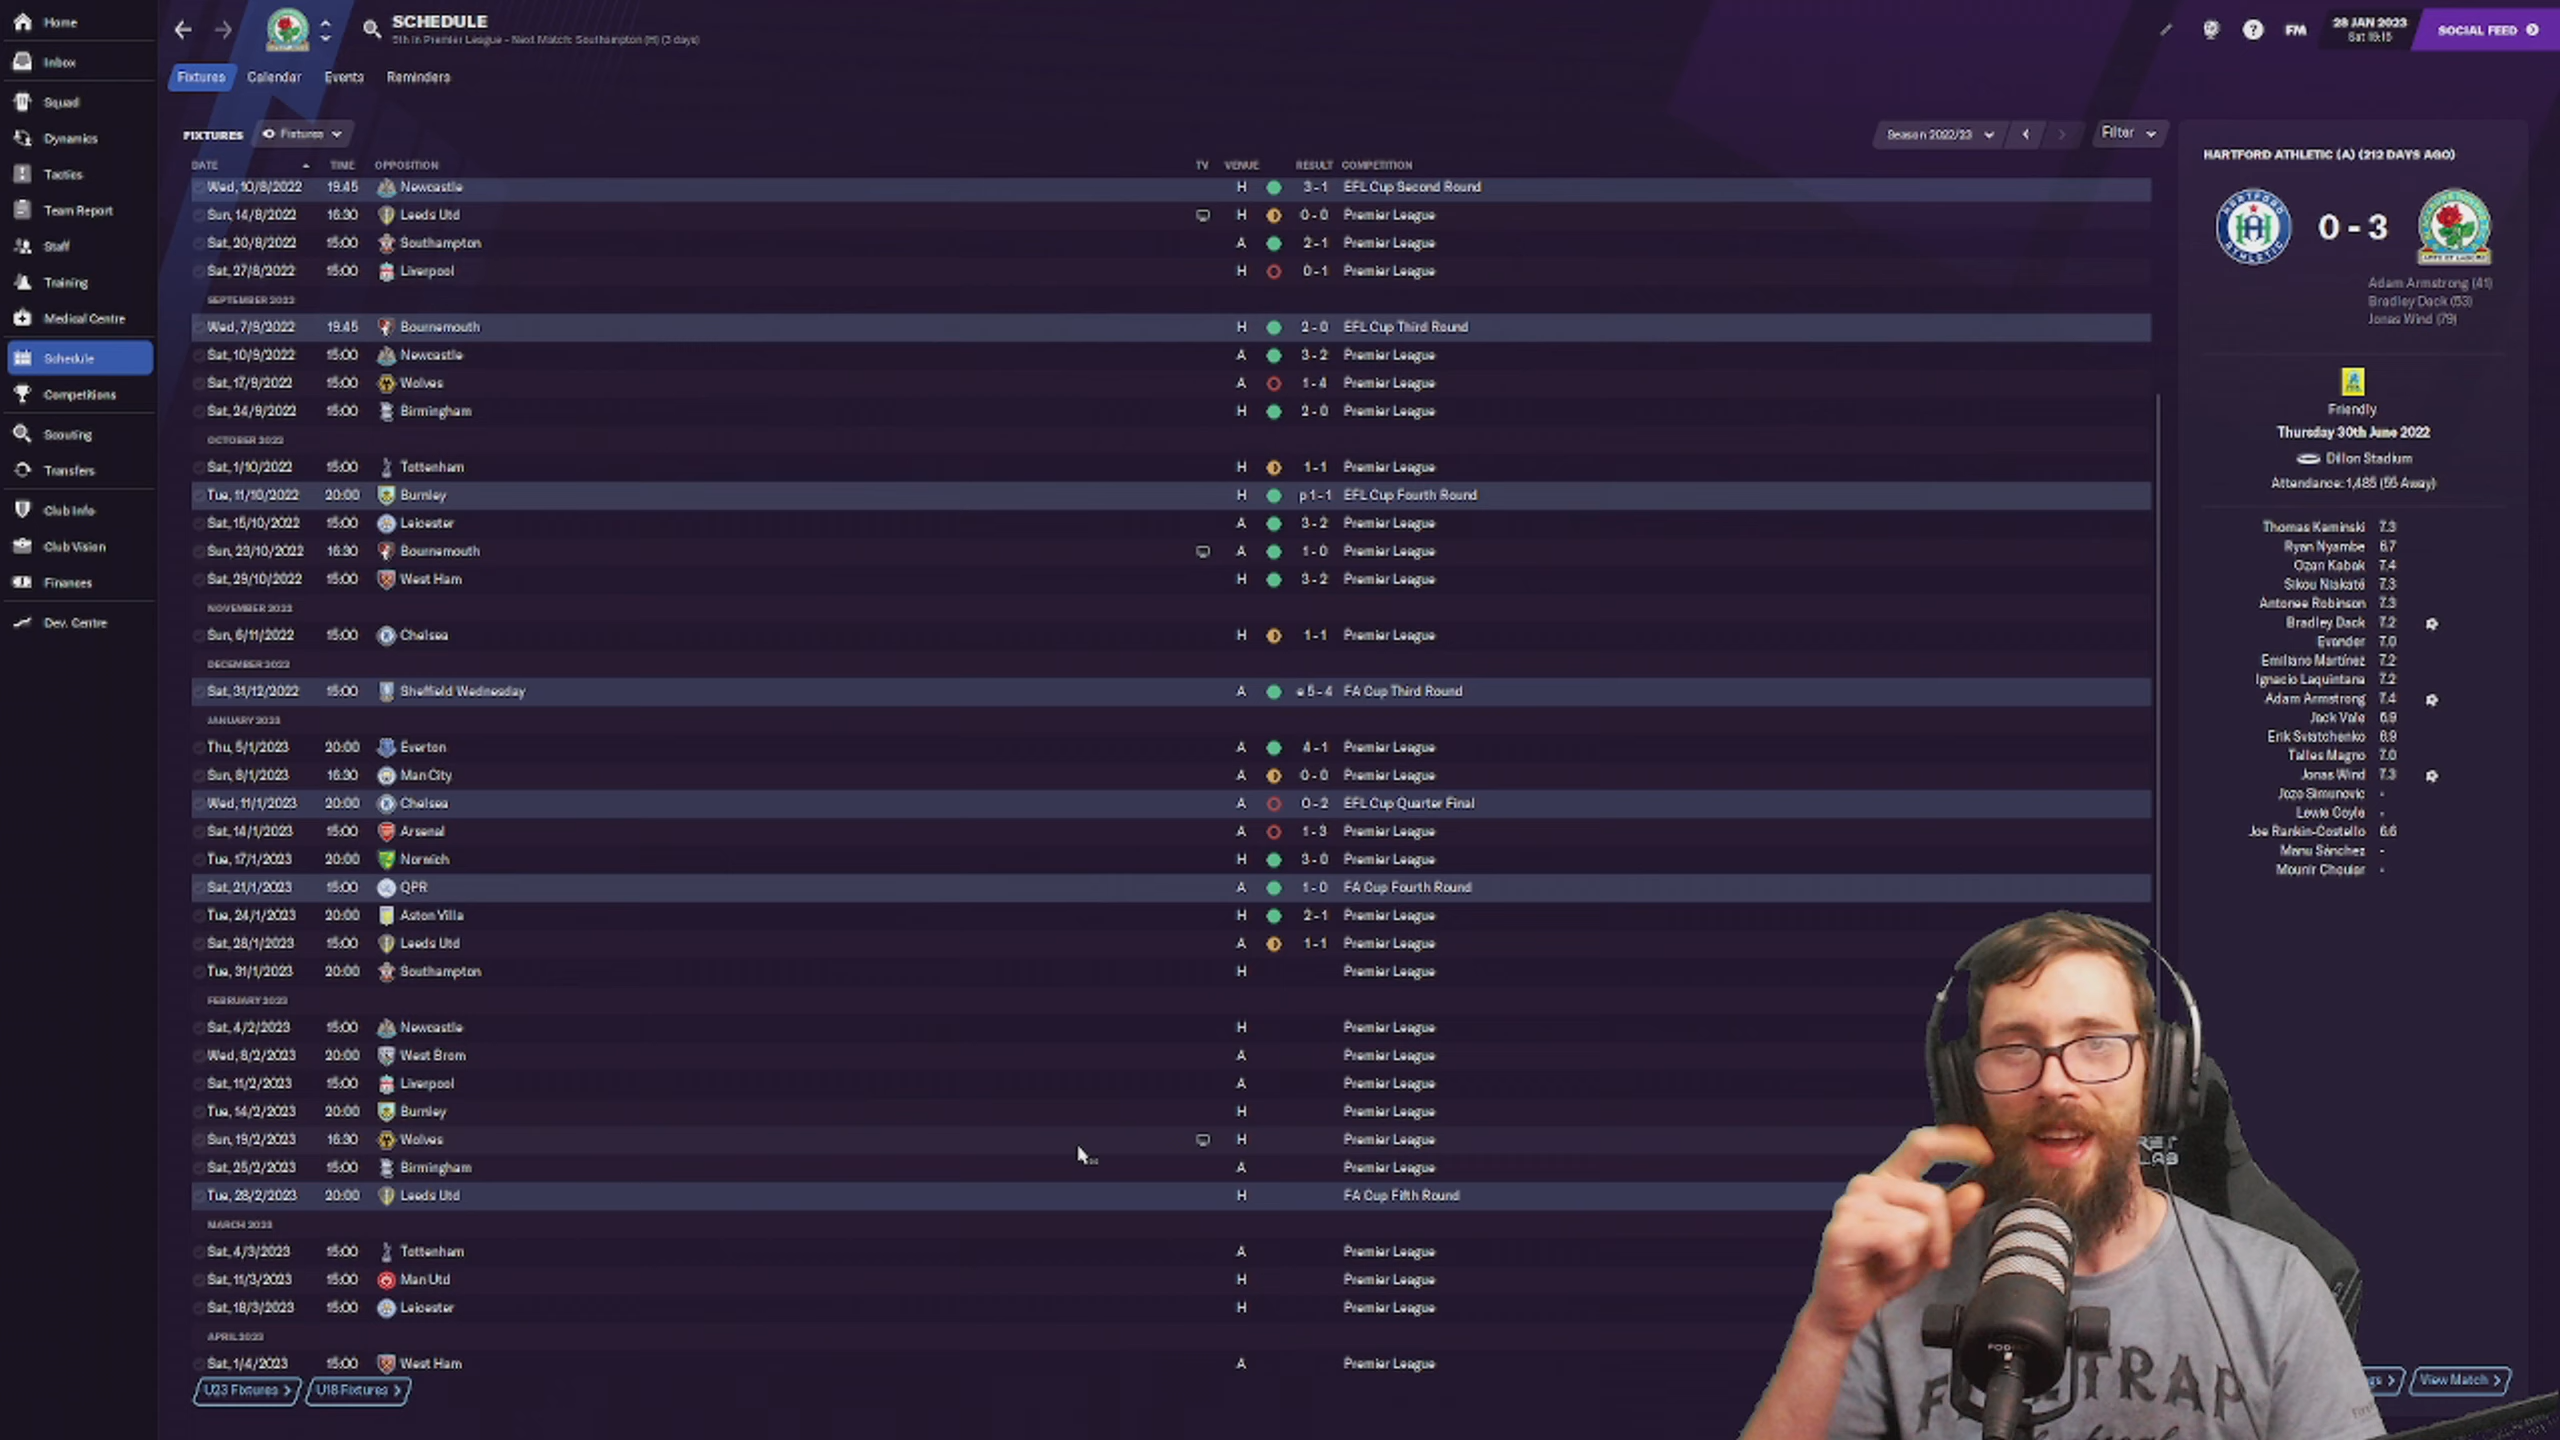 Home
Inbox
Squad
Dynamics
Tactics
Team Report
Staff
Training
Medical Centre
Schedule
Competitions
Scouting
Transfers
Club Info
Club Vision
Finances
Dev. Centre
SCHEDULE
5th in Premier League - Next Match: Southampton (H) (3 days)
FM
28 JAN 2023
Sat 19:15
SOCIAL FEED
Fixtures Calendar Events Reminders
FIXTURES Fixtures
Season 2022/23 Filter
DATE TIME OPPOSITION TV VENUE RESULT COMPETITION
Wed, 10/8/2022 19:45 Newcastle H 3-1 EFL Cup Second Round
Sun, 14/8/2022 16:30 Leeds Utd H 0-0 Premier League
Sat, 20/8/2022 15:00 Southampton A 2-1 Premier League
Sat, 27/8/2022 15:00 Liverpool H 0-1 Premier League
SEPTEMBER 2022
Wed, 7/9/2022 19:45 Bournemouth H 2-0 EFL Cup Third Round
Sat, 10/9/2022 15:00 Newcastle A 3-2 Premier League
Sat, 17/9/2022 15:00 Wolves A 1-4 Premier League
Sat, 24/9/2022 15:00 Birmingham H 2-0 Premier League
OCTOBER 2022
Sat, 1/10/2022 15:00 Tottenham H 1-1 Premier League
Tue, 11/10/2022 20:00 Burnley H p 1-1 EFL Cup Fourth Round
Sat, 15/10/2022 15:00 Leicester A 3-2 Premier League
Sun, 23/10/2022 16:30 Bournemouth A 1-0 Premier League
Sat, 29/10/2022 15:00 West Ham H 3-2 Premier League
NOVEMBER 2022
Sun, 6/11/2022 15:00 Chelsea H 1-1 Premier League
DECEMBER 2022
Sat, 31/12/2022 15:00 Sheffield Wednesday A e 5-4 FA Cup Third Round
JANUARY 2023
Thu, 5/1/2023 20:00 Everton A 4-1 Premier League
Sun, 8/1/2023 16:30 Man City A 0-0 Premier League
Wed, 11/1/2023 20:00 Chelsea A 0-2 EFL Cup Quarter Final
Sat, 14/1/2023 15:00 Arsenal A 1-3 Premier League
Tue, 17/1/2023 20:00 Norwich H 3-0 Premier League
Sat, 21/1/2023 15:00 QPR A 1-0 FA Cup Fourth Round
Tue, 24/1/2023 20:00 Aston Villa H 2-1 Premier League
Sat, 28/1/2023 15:00 Leeds Utd A 1-1 Premier League
Tue, 31/1/2023 20:00 Southampton H Premier League
FEBRUARY 2023
Sat, 4/2/2023 15:00 Newcastle H Premier League
Wed, 8/2/2023 20:00 West Brom A Premier League
Sat, 11/2/2023 15:00 Liverpool A Premier League
Tue, 14/2/2023 20:00 Burnley H Premier League
Sun, 19/2/2023 16:30 Wolves H Premier League
Sat, 25/2/2023 15:00 Birmingham A Premier League
Tue, 28/2/2023 20:00 Leeds Utd H FA Cup Fifth Round
MARCH 2023
Sat, 4/3/2023 15:00 Tottenham A Premier League
Sat, 11/3/2023 15:00 Man Utd H Premier League
Sat, 18/3/2023 15:00 Leicester H Premier League
APRIL 2023
Sat, 1/4/2023 15:00 West Ham A Premier League
U23 Fixtures U18 Fixtures
HARTFORD ATHLETIC (A) (212 DAYS AGO)
0 - 3
Adam Armstrong (41)
Bradley Dack (53)
Jonas Wind (79)
Friendly
Thursday 30th June 2022
Dillon Stadium
Attendance: 1,485 (55 Away)
Thomas Kaminski 7.3
Ryan Nyambe 6.7
Ozan Kabak 7.4
Sikou Niakaté 7.3
Antonee Robinson 7.3
Bradley Dack 7.2
Evander 7.0
Emiliano Martínez 7.2
Ignacio Laquintana 7.2
Adam Armstrong 7.4
Jack Vale 6.9
Erik Sviatchenko 6.9
Talles Magno 7.0
Jonas Wind 7.3
Jozo Simunovic -
Lewie Coyle -
Joe Rankin-Costello 6.6
Manu Sánchez -
Mounir Chouiar -
View Match